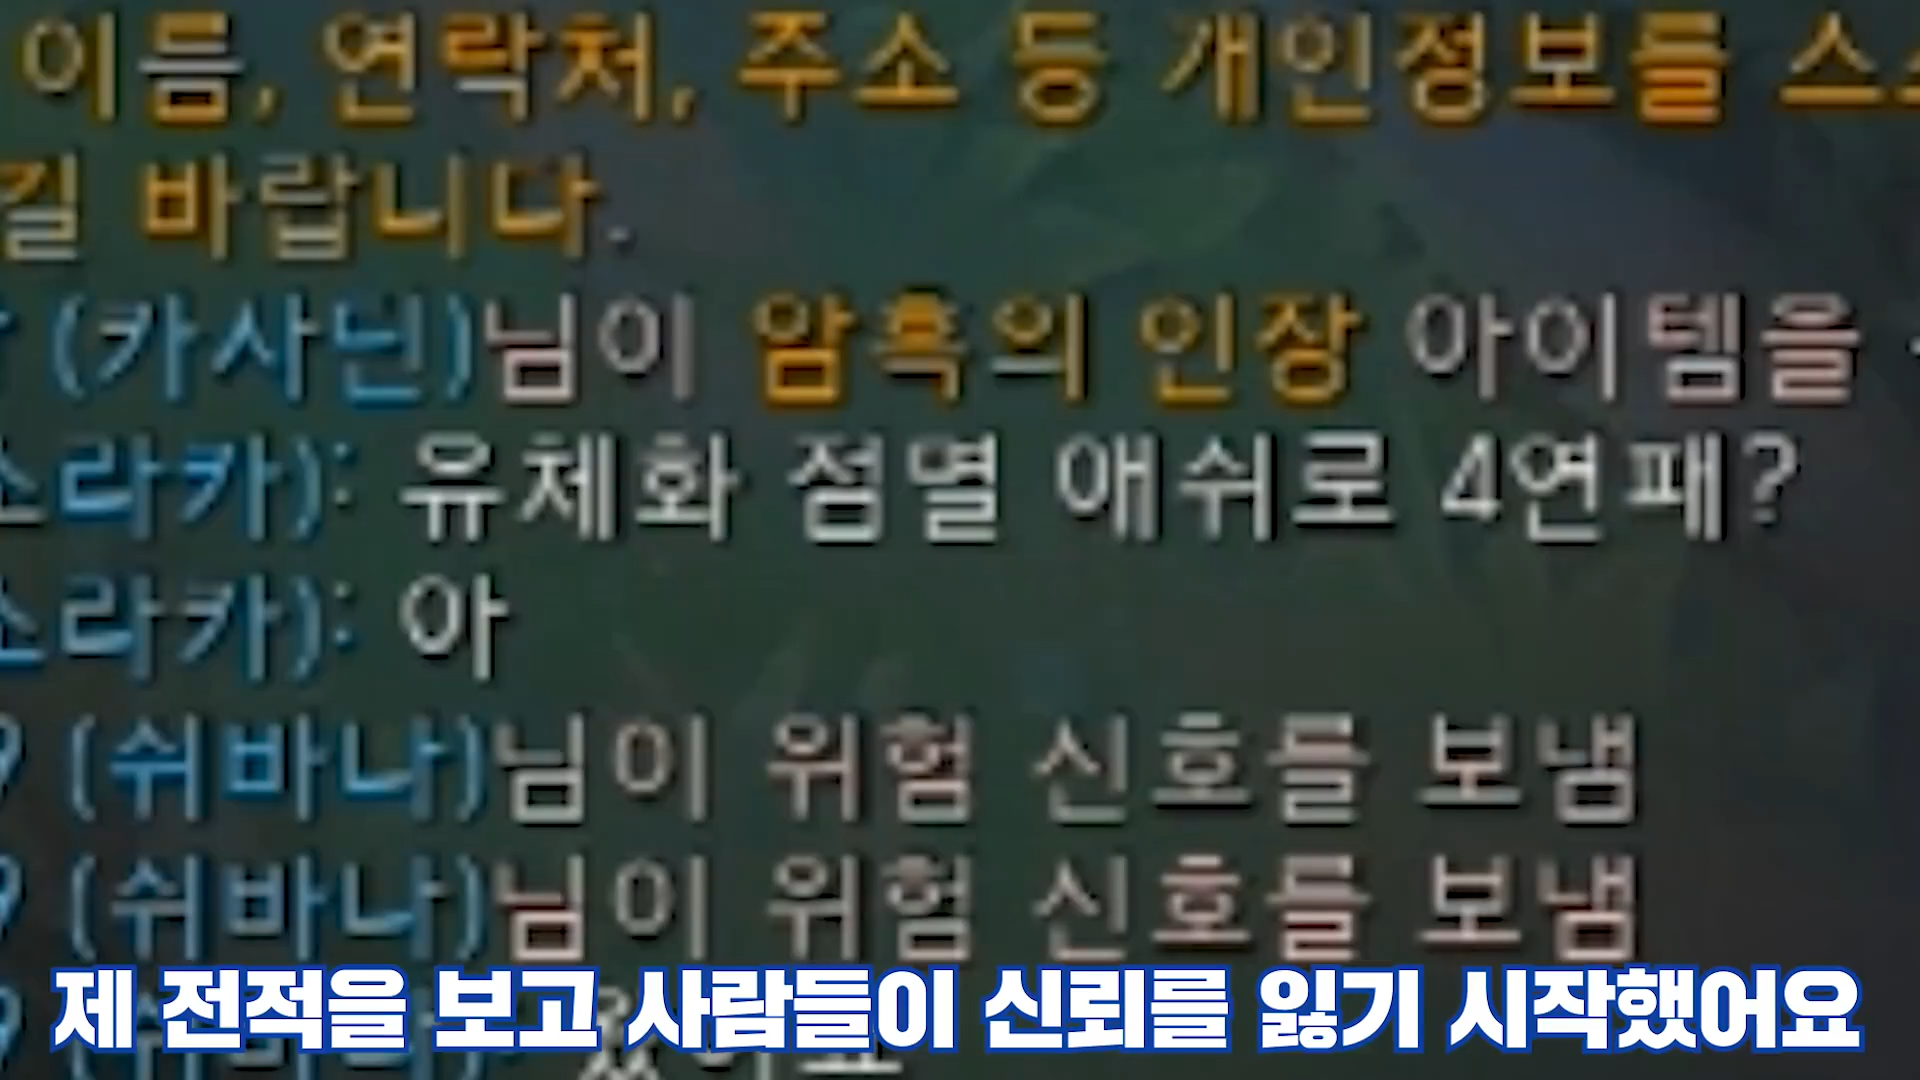 이름, 연락처, 주소 등 개인정보를
길 바랍니다.
(카사딘)님이 암흑의 인장 아이템을
소라카): 유체화 점멸 애쉬로 4연패?
소라카): 아
9 (쉬바나)님이 위험 신호를 보냄
9 (쉬바나)님이 위험 신호를 보냄
제 전적을 보고 사람들이 신뢰를 잃기 시작했어요